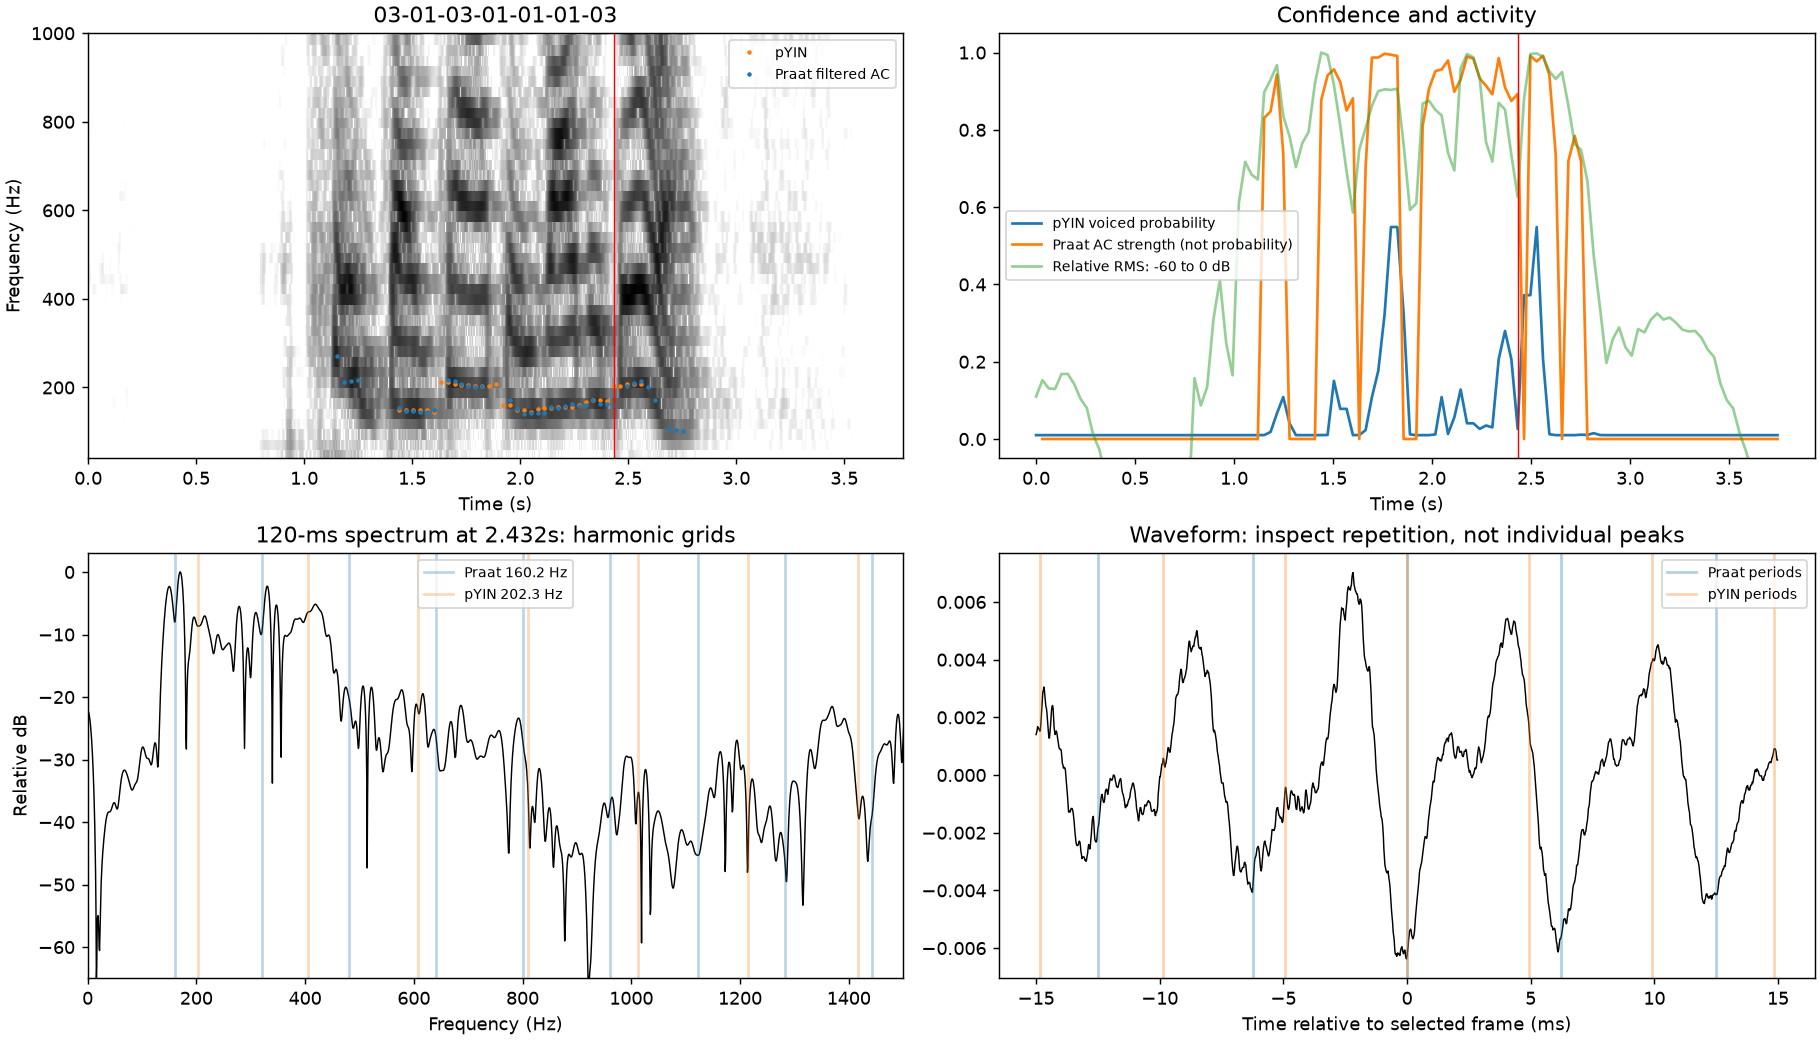 03-01-03-01-01-01-03
pYIN
Praat filtered AC
1000
800
600
400
200
Frequency (Hz)
0.0 0.5 1.0 1.5 2.0 2.5 3.0 3.5
Time (s)
Confidence and activity
1.0
0.8
0.6
0.4
0.2
0.0
pYIN voiced probability
Praat AC strength (not probability)
Relative RMS: -60 to 0 dB
0.0 0.5 1.0 1.5 2.0 2.5 3.0 3.5
Time (s)
120-ms spectrum at 2.432s: harmonic grids
Praat 160.2 Hz
pYIN 202.3 Hz
0
−10
−20
−30
−40
−50
−60
Relative dB
0 200 400 600 800 1000 1200 1400
Frequency (Hz)
Waveform: inspect repetition, not individual peaks
Praat periods
pYIN periods
0.006
0.004
0.002
0.000
−0.002
−0.004
−0.006
−15 −10 −5 0 5 10 15
Time relative to selected frame (ms)